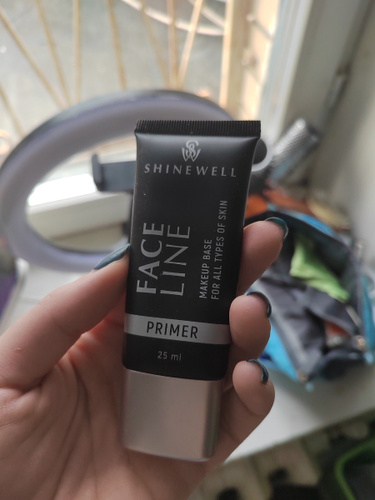 SHINEWELL
FACE
LINE
MAKEUP BASE
FOR ALL TYPES OF SKIN
PRIMER
25 ml